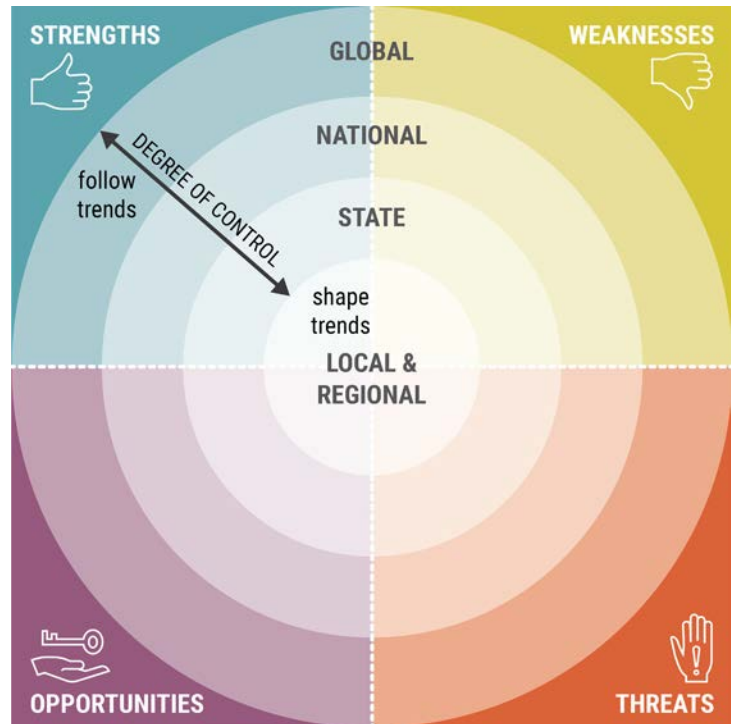 STRENGTHS
GLOBAL
WEAKNESSES
NATIONAL
DEGREE OF CONTROL
follow
trends
STATE
shape
trends
LOCAL &
REGIONAL
OPPORTUNITIES
THREATS